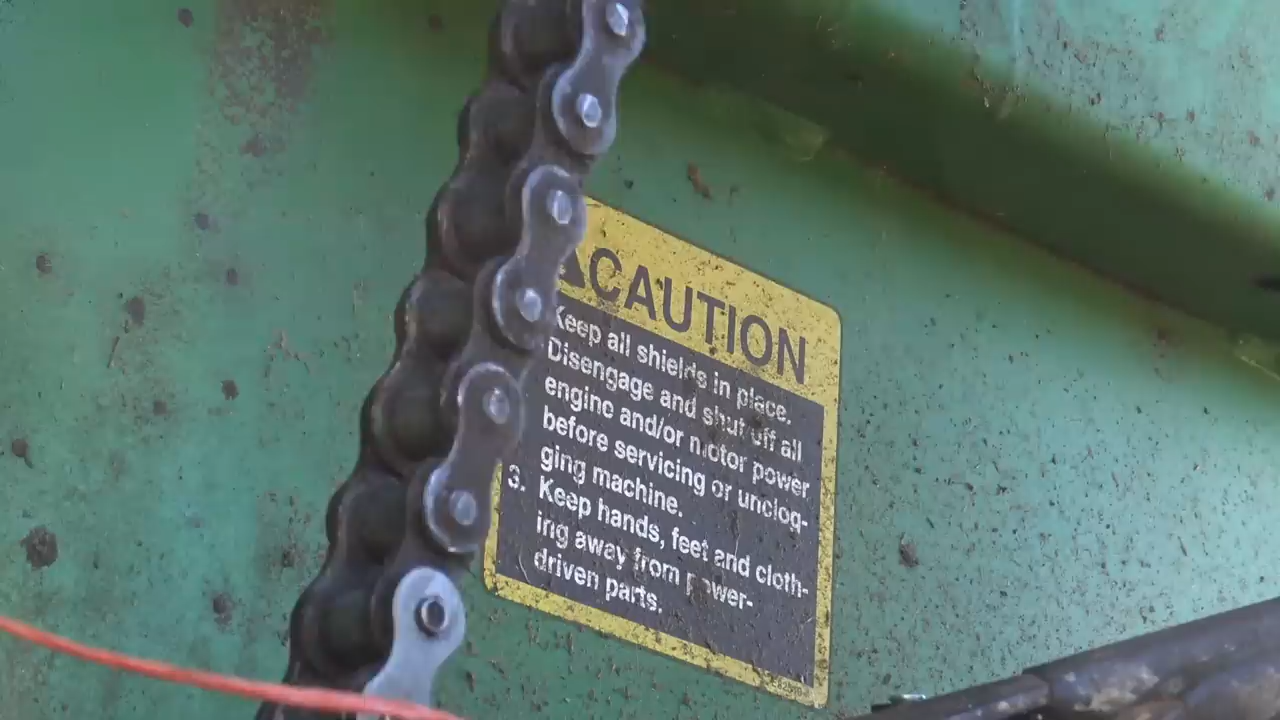 CAUTION
Keep all shields in place.
Disengage and shut off all
engine and/or motor power
before servicing or unclog-
ging machine.
3. Keep hands, feet and cloth-
ing away from power-
driven parts.